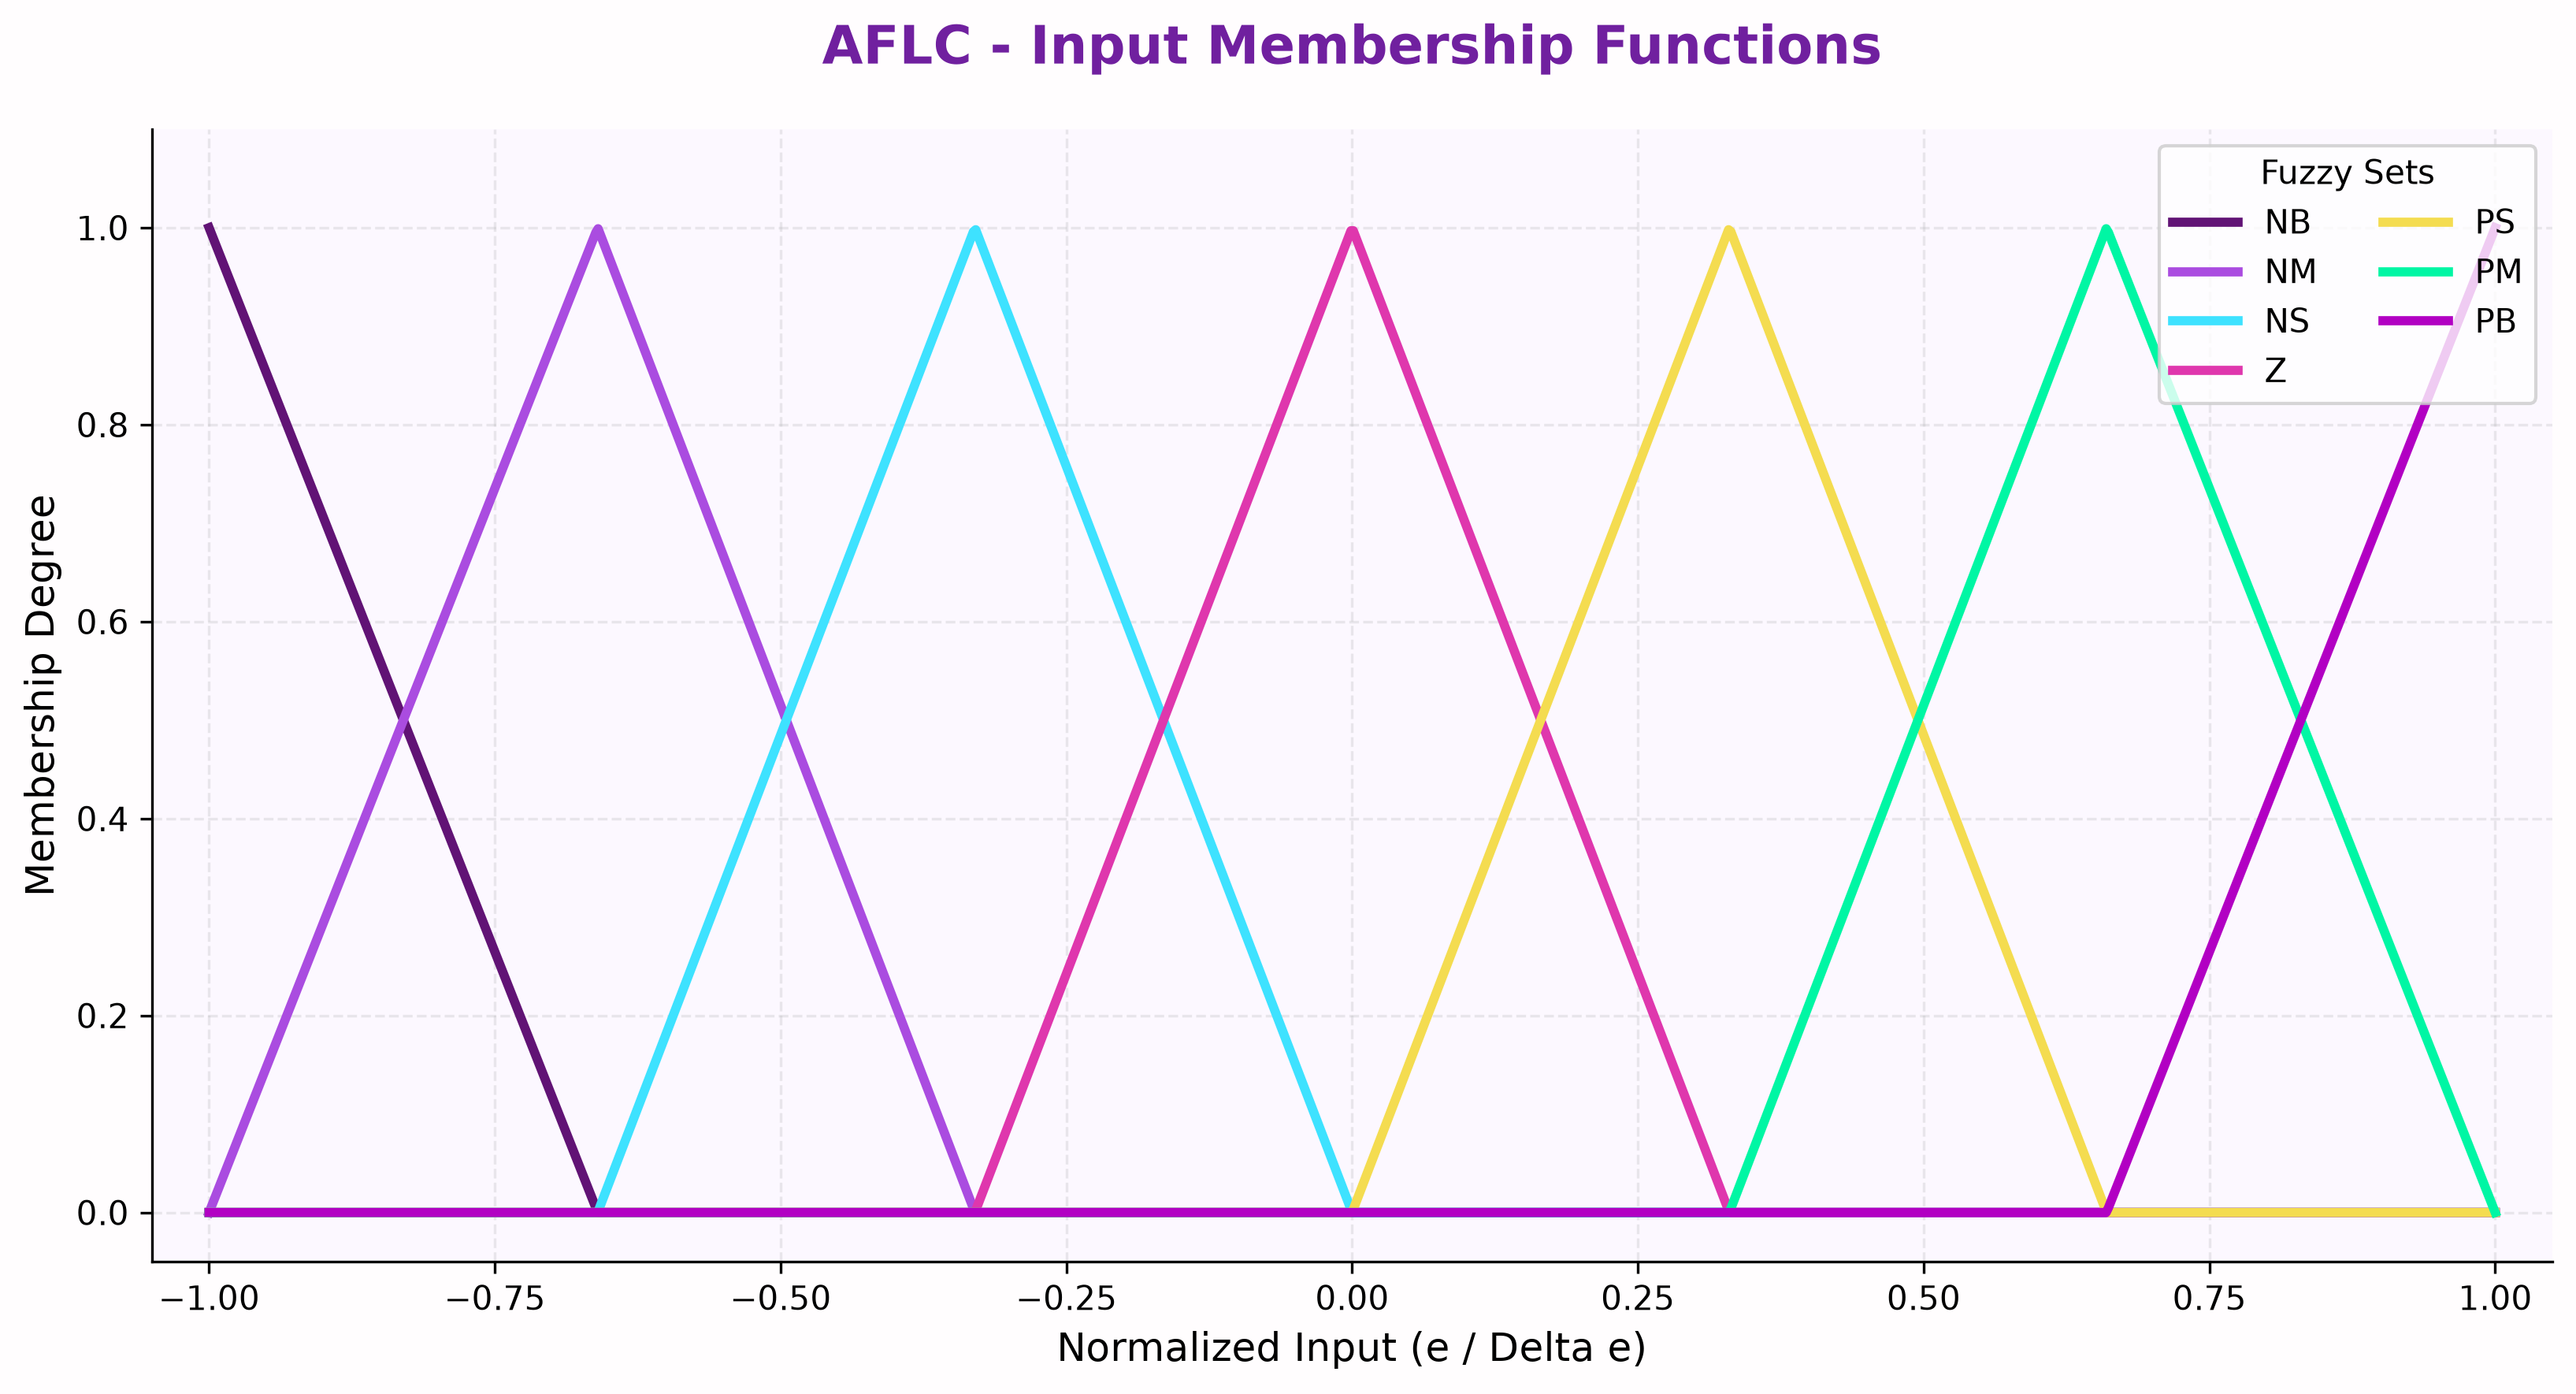 AFLC - Input Membership Functions
Fuzzy Sets
NB
PS
NM
PM
NS
PB
Z
Membership Degree
1.0
0.8
0.6
0.4
0.2
0.0
−1.00
−0.75
−0.50
−0.25
0.00
0.25
0.50
0.75
1.00
Normalized Input (e / Delta e)